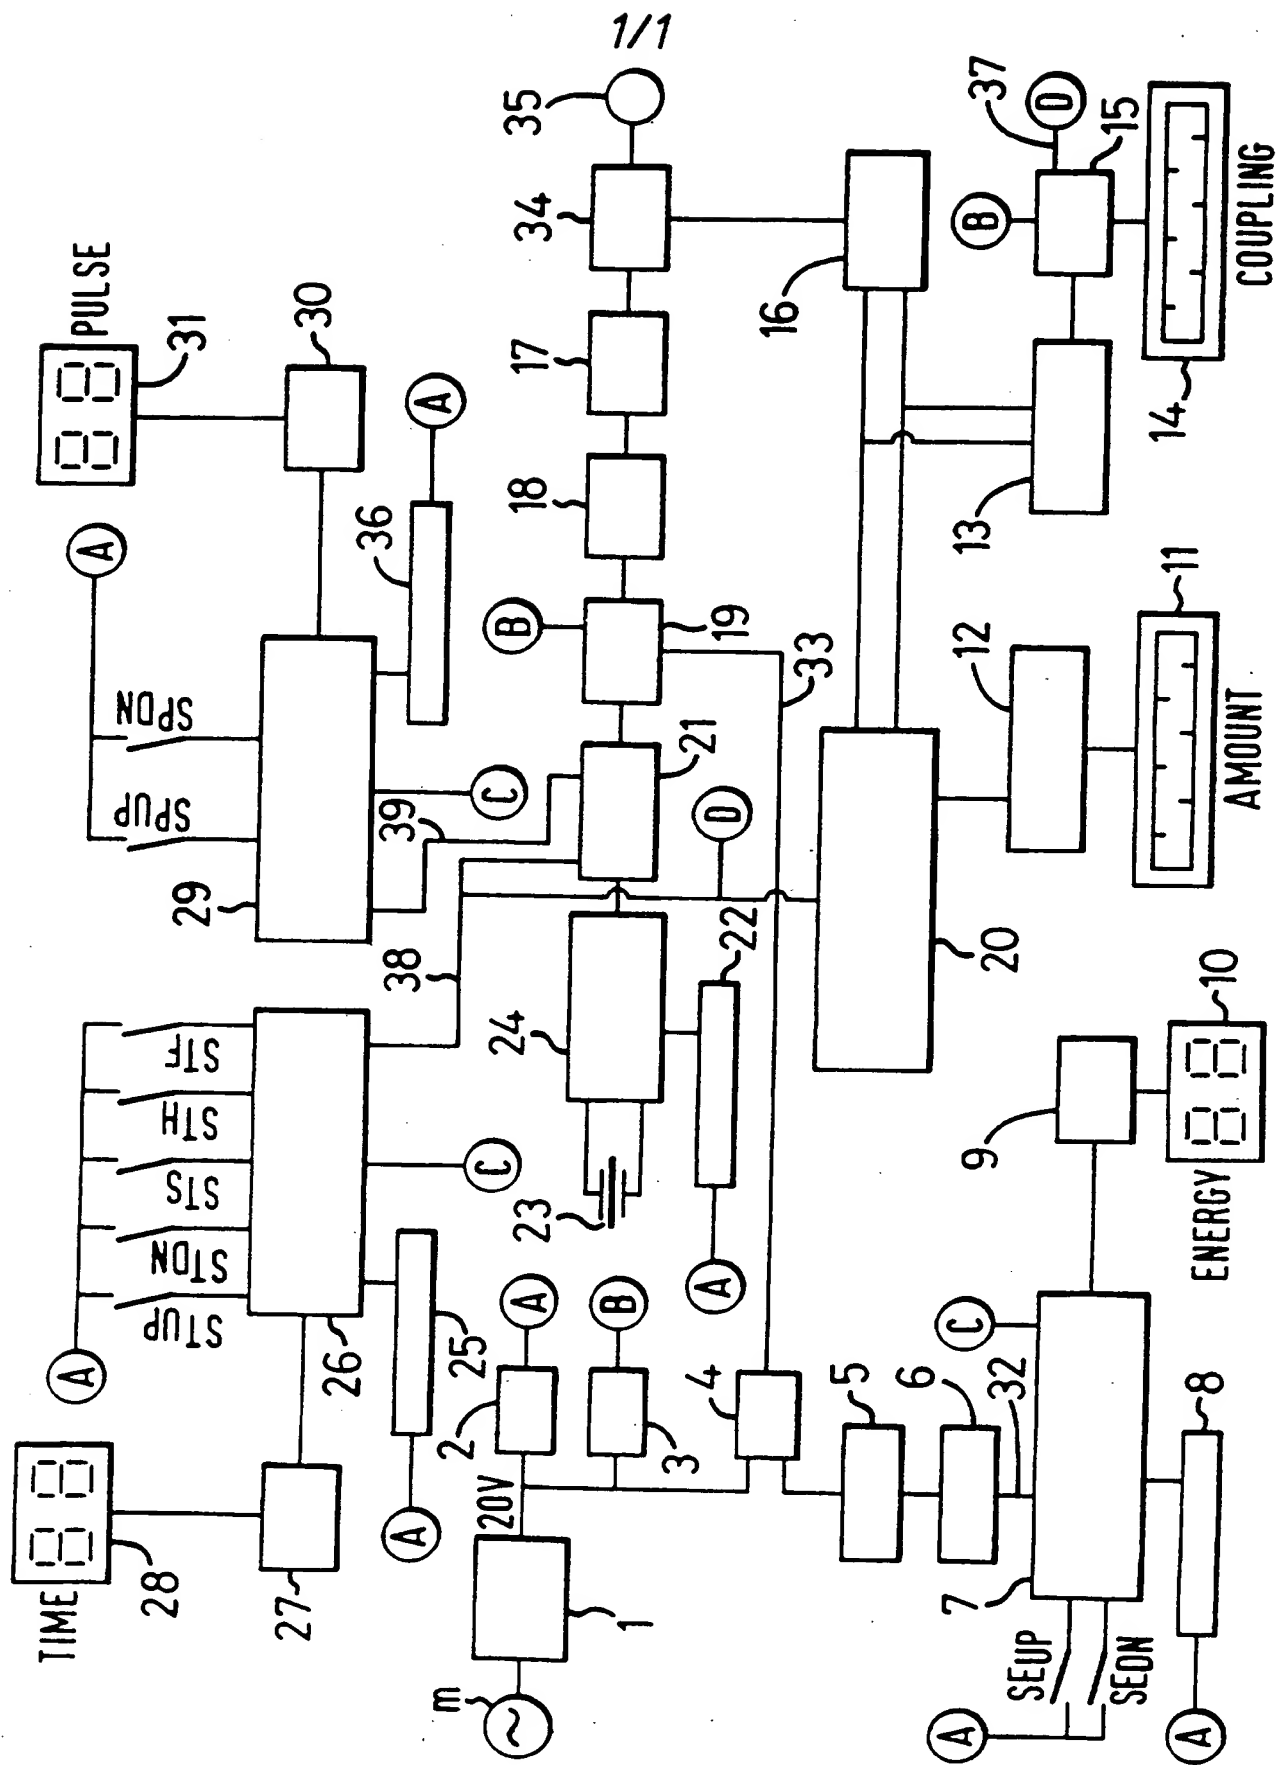 1/1
TIME
28
27
A
STUP
STDN
STS
STH
STF
26
25
A
C
38
29
SPUP
SPDN
A
PULSE
31
30
36
A
C
39
m
1
20V
2
A
3
B
4
23
24
22
A
21
D
B
19
18
17
34
35
33
5
6
32
7
C
SEUP
SEDN
A
8
A
9
ENERGY
10
20
12
AMOUNT
11
16
13
B
D
37
15
14
COUPLING